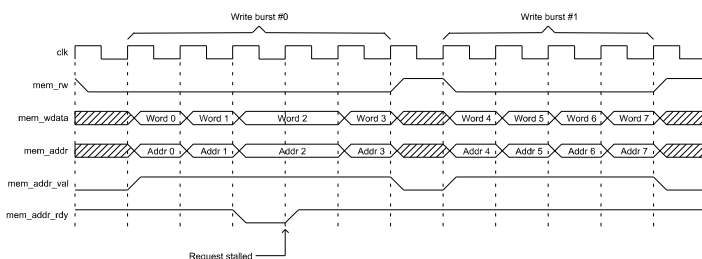 Write burst #0 Write burst #1
clk
mem_rw
mem_wdata Word 0 Word 1 Word 2 Word 3 Word 4 Word 5 Word 6 Word 7
mem_addr Addr 0 Addr 1 Addr 2 Addr 3 Addr 4 Addr 5 Addr 6 Addr 7
mem_addr_val
mem_addr_rdy
Request stalled